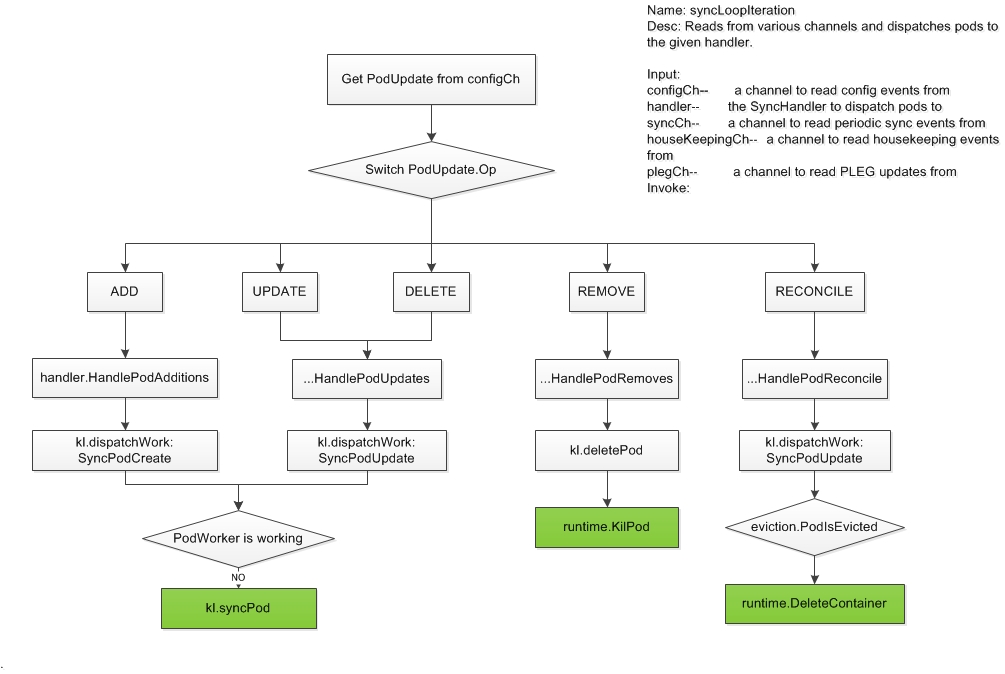 Name: syncLoopIteration
Desc: Reads from various channels and dispatches pods to
the given handler.
Input:
configCh-- a channel to read config events from
handler-- the SyncHandler to dispatch pods to
syncCh-- a channel to read periodic sync events from
houseKeepingCh-- a channel to read housekeeping events
from
plegCh-- a channel to read PLEG updates from
Invoke:
Get PodUpdate from configCh
Switch PodUpdate.Op
ADD
UPDATE
DELETE
REMOVE
RECONCILE
handler.HandlePodAdditions
...HandlePodUpdates
...HandlePodRemoves
...HandlePodReconcile
kl.dispatchWork:
SyncPodCreate
kl.dispatchWork:
SyncPodUpdate
kl.deletePod
kl.dispatchWork:
SyncPodUpdate
PodWorker is working
runtime.KilPod
eviction.PodIsEvicted
NO
kl.syncPod
runtime.DeleteContainer
.